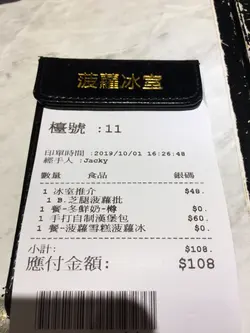 菠蘿冰室
檯號 :11
印單時間 :2019/10/01 16:26:48
經手人 :Jacky
數量 食品 銀碼
1 冰室推介 $48.
1 B.芝腿菠蘿批
1 餐-冬鮮奶-樽 $0.
1 手打自制漢堡包 $60.
1 餐-菠蘿雪糕菠蘿冰 $0.
小計: $108.
應付金額: $108